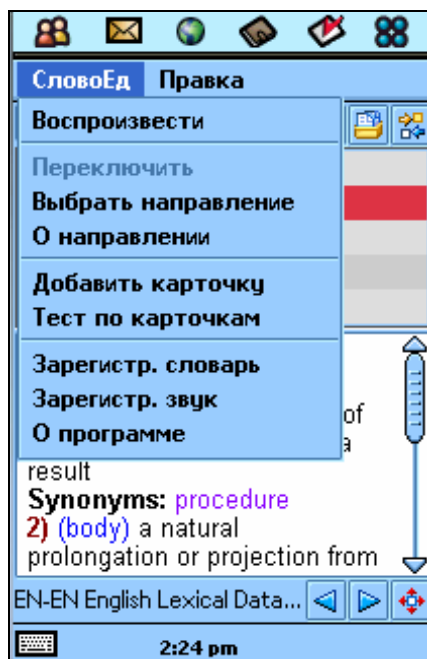 СловоЕд Правка
Воспроизвести
Переключить
Выбрать направление
О направлении
Добавить карточку
Тест по карточкам
Зарегистр. словарь
Зарегистр. звук
О программе
of
a
result
Synonyms: procedure
2) (body) a natural
prolongation or projection from
EN-EN English Lexical Data...
2:24 pm